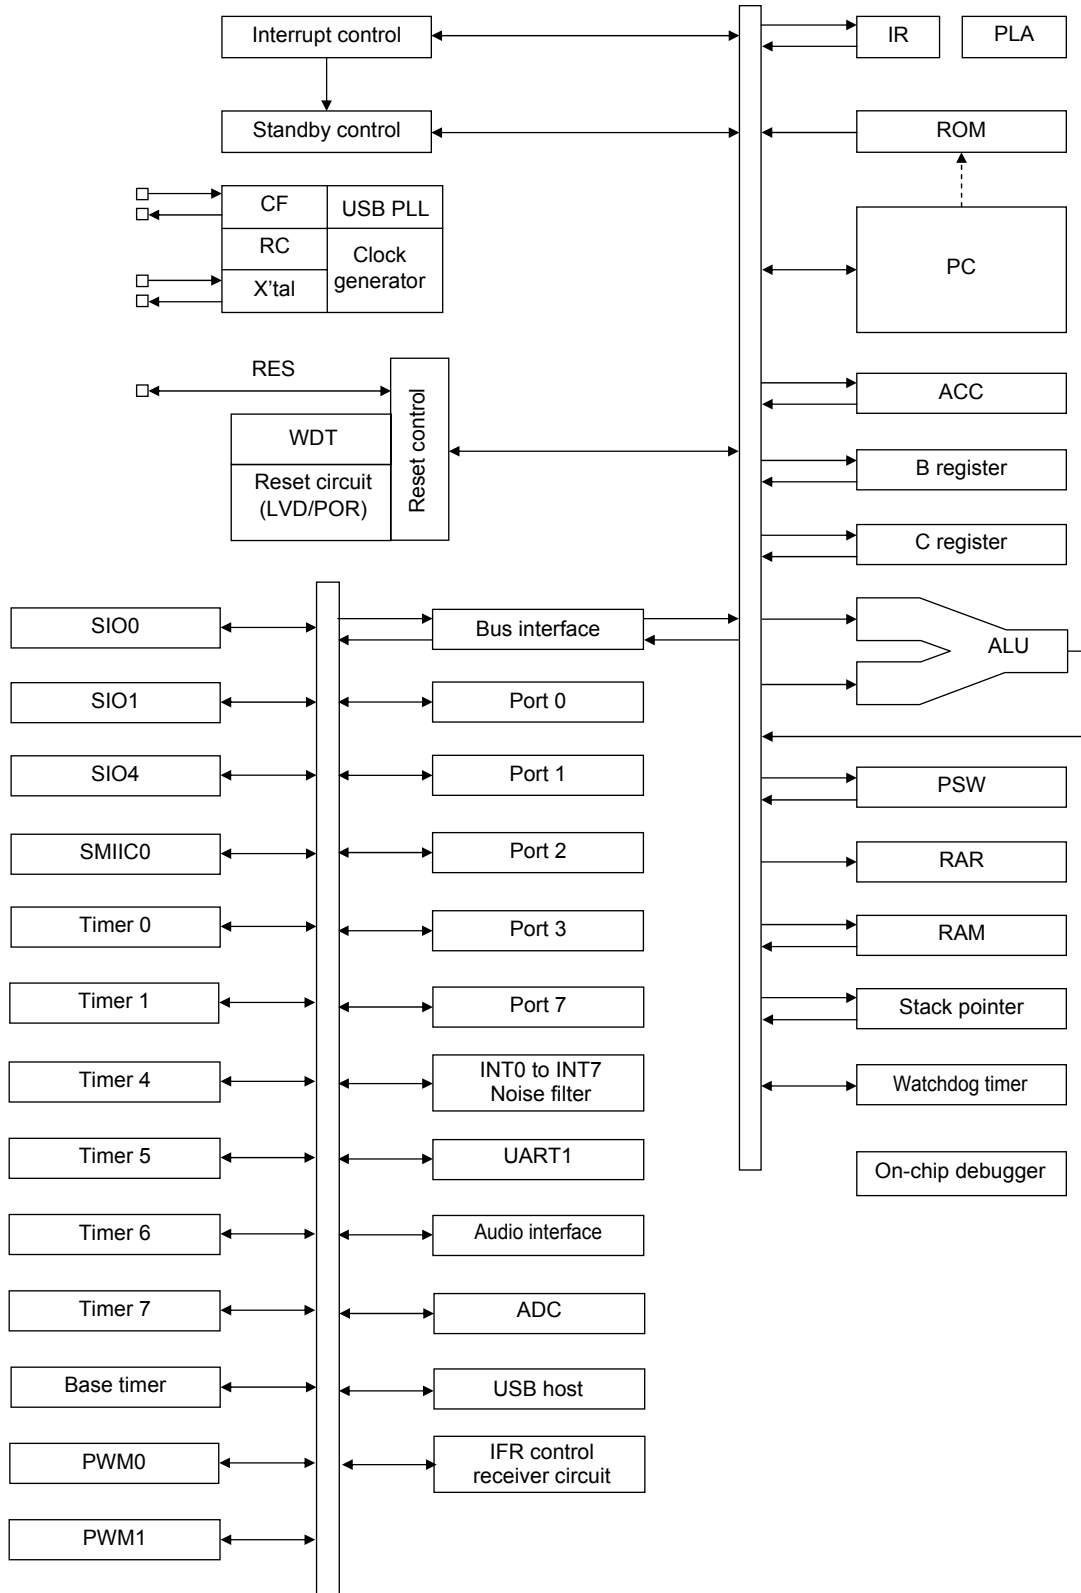 Interrupt control
IR
PLA
Standby control
ROM
CF
USB PLL
RC
Clock
generator
X'tal
PC
RES
Reset control
WDT
Reset circuit
(LVD/POR)
ACC
B register
C register
SIO0
Bus interface
ALU
SIO1
Port 0
SIO4
Port 1
PSW
SMIIC0
Port 2
RAR
Timer 0
Port 3
RAM
Timer 1
Port 7
Stack pointer
Timer 4
INT0 to INT7
Noise filter
Watchdog timer
Timer 5
UART1
On-chip debugger
Timer 6
Audio interface
Timer 7
ADC
Base timer
USB host
PWM0
IFR control
receiver circuit
PWM1